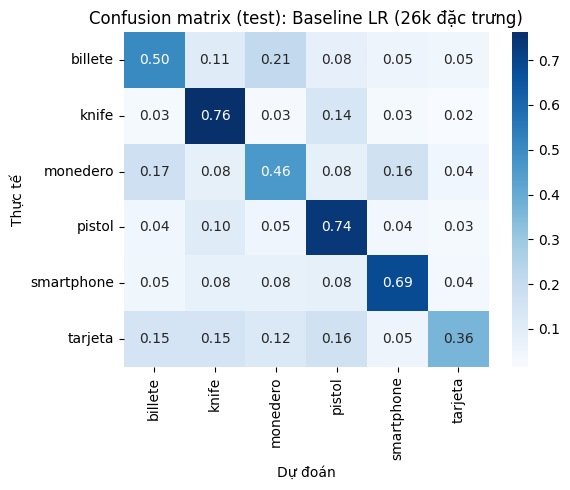 Confusion matrix (test): Baseline LR (26k đặc trưng)
Thực tế
billete 0.50 0.11 0.21 0.08 0.05 0.05
knife 0.03 0.76 0.03 0.14 0.03 0.02
monedero 0.17 0.08 0.46 0.08 0.16 0.04
pistol 0.04 0.10 0.05 0.74 0.04 0.03
smartphone 0.05 0.08 0.08 0.08 0.69 0.04
tarjeta 0.15 0.15 0.12 0.16 0.05 0.36
billete knife monedero pistol smartphone tarjeta
Dự đoán
0.7
0.6
0.5
0.4
0.3
0.2
0.1